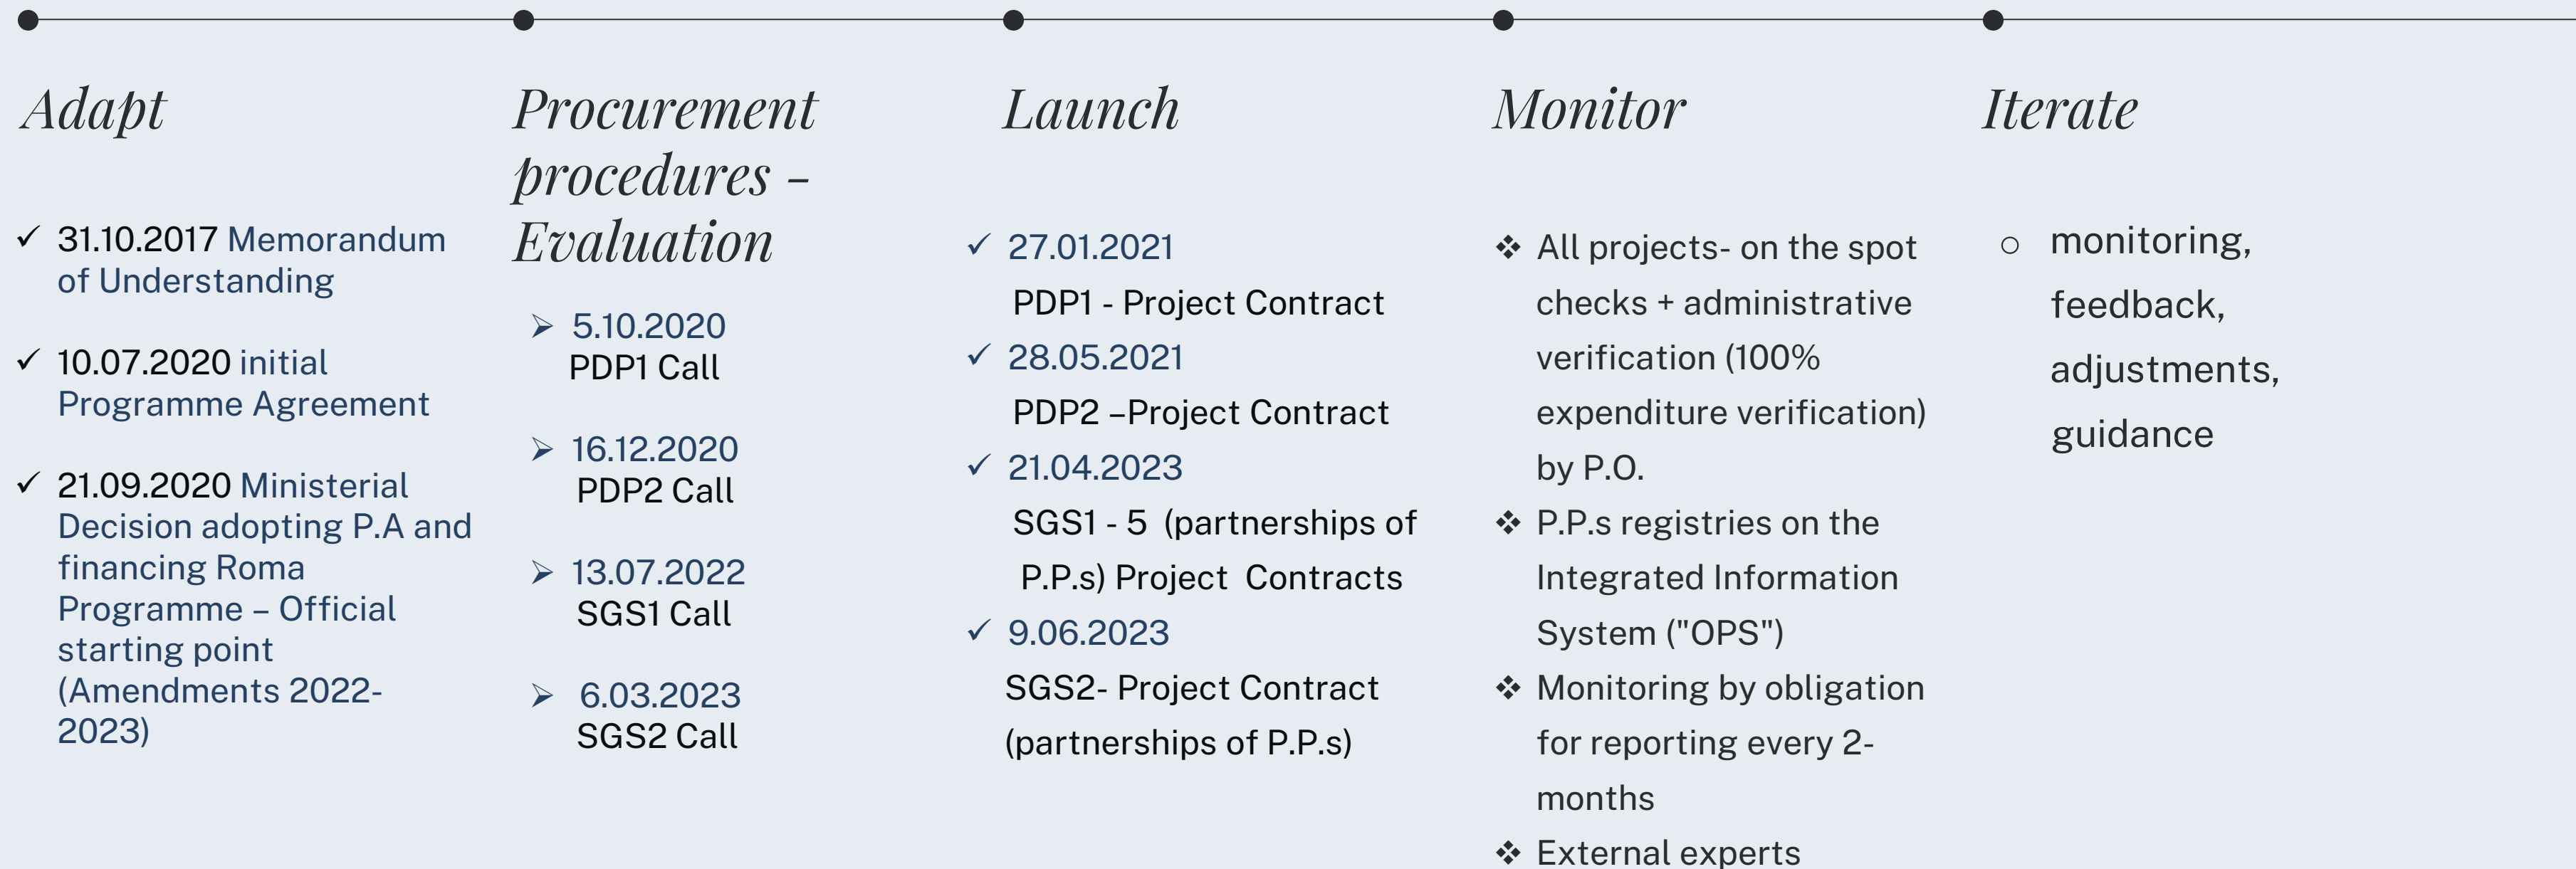 Adapt
✓ 31.10.2017 Memorandum
of Understanding
✓ 10.07.2020 initial
Programme Agreement
✓ 21.09.2020 Ministerial
Decision adopting P.A and
financing Roma
Programme – Official
starting point
(Amendments 2022-
2023)
Procurement
procedures –
Evaluation
➢ 5.10.2020
PDP1 Call
➢ 16.12.2020
PDP2 Call
➢ 13.07.2022
SGS1 Call
➢ 6.03.2023
SGS2 Call
Launch
✓ 27.01.2021
PDP1 - Project Contract
✓ 28.05.2021
PDP2 –Project Contract
✓ 21.04.2023
SGS1 - 5 (partnerships of
P.P.s) Project Contracts
✓ 9.06.2023
SGS2- Project Contract
(partnerships of P.P.s)
Monitor
❖ All projects- on the spot
checks + administrative
verification (100%
expenditure verification)
by P.O.
❖ P.P.s registries on the
Integrated Information
System ("OPS")
❖ Monitoring by obligation
for reporting every 2-
months
❖ External experts
Iterate
○ monitoring,
feedback,
adjustments,
guidance